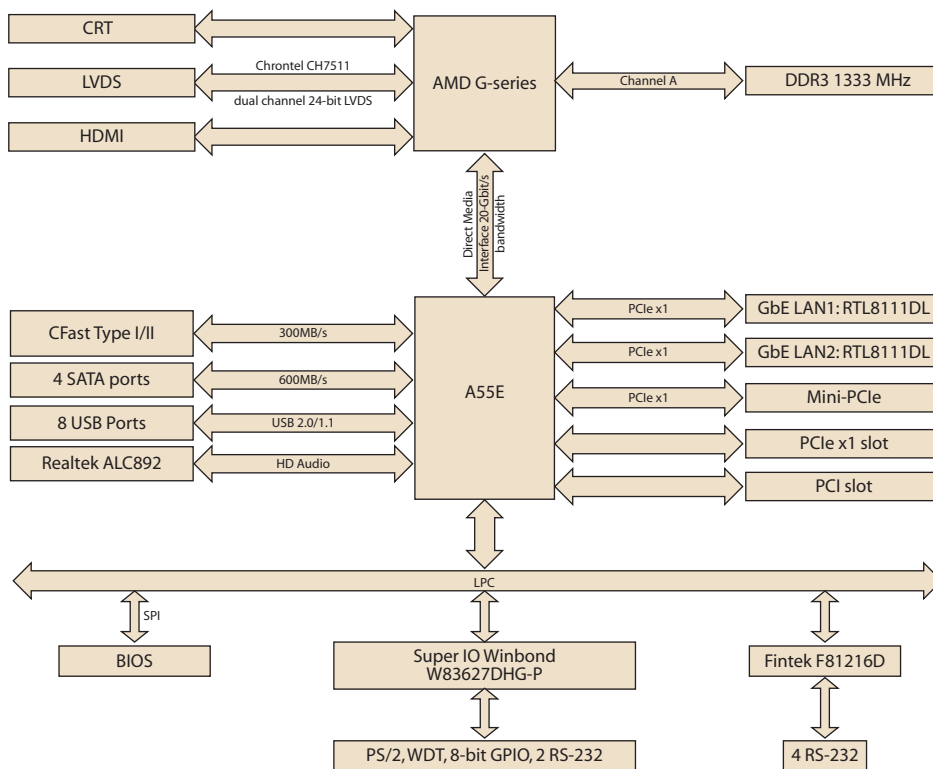 CRT
Chrontel CH7511
LVDS
dual channel 24-bit LVDS
HDMI
AMD G-series
Channel A
DDR3 1333 MHz
Direct Media
Interface 20-Gbit/s
bandwidth
CFast Type I/II
300MB/s
4 SATA ports
600MB/s
8 USB Ports
USB 2.0/1.1
Realtek ALC892
HD Audio
A55E
PCIe x1
GbE LAN1: RTL8111DL
PCIe x1
GbE LAN2: RTL8111DL
PCIe x1
Mini-PCIe
PCIe x1 slot
PCI slot
LPC
SPI
BIOS
Super IO Winbond
W83627DHG-P
Fintek F81216D
PS/2, WDT, 8-bit GPIO, 2 RS-232
4 RS-232